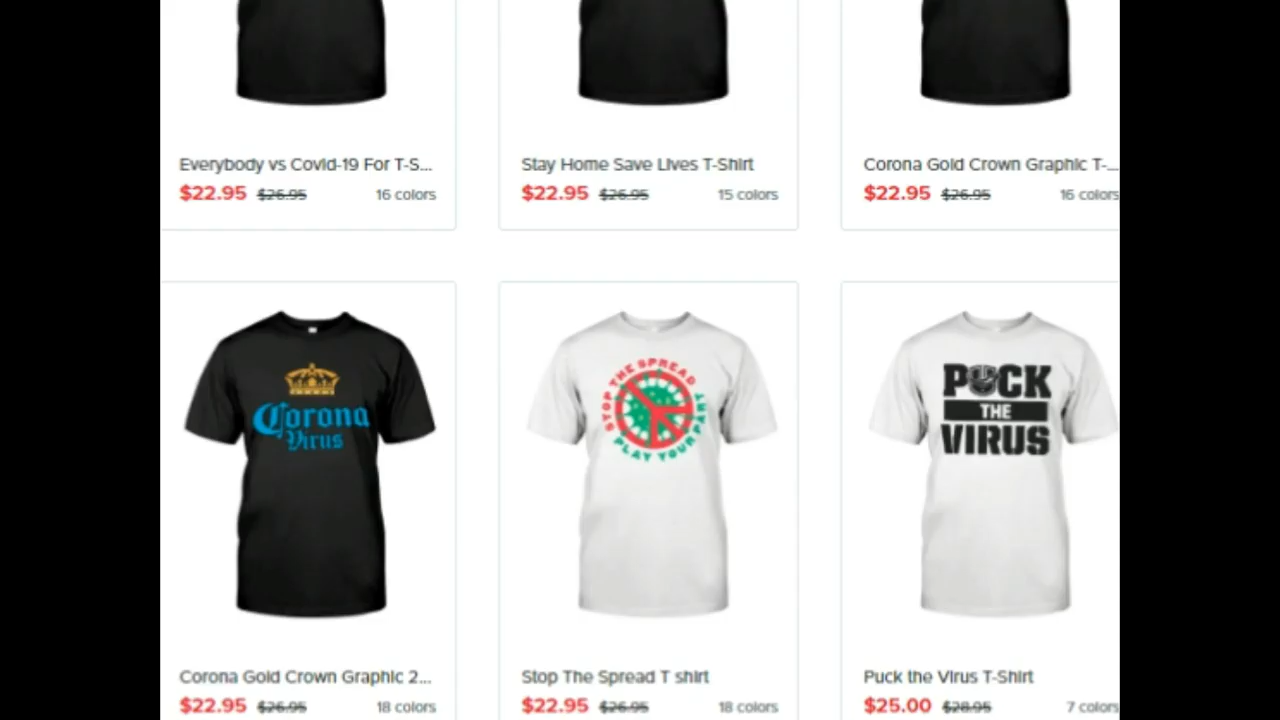 Everybody vs Covid-19 For T-S...
$22.95 $26.95 16 colors
Stay Home Save Lives T-Shirt
$22.95 $26.95 15 colors
Corona Gold Crown Graphic T-...
$22.95 $26.95 16 colors
Corona
Virus
STOP THE SPREAD
PLAY YOUR PART
PUCK
THE
VIRUS
Corona Gold Crown Graphic 2...
$22.95 $26.95 18 colors
Stop The Spread T shirt
$22.95 $26.95 18 colors
Puck the Virus T-Shirt
$25.00 $28.95 7 colors